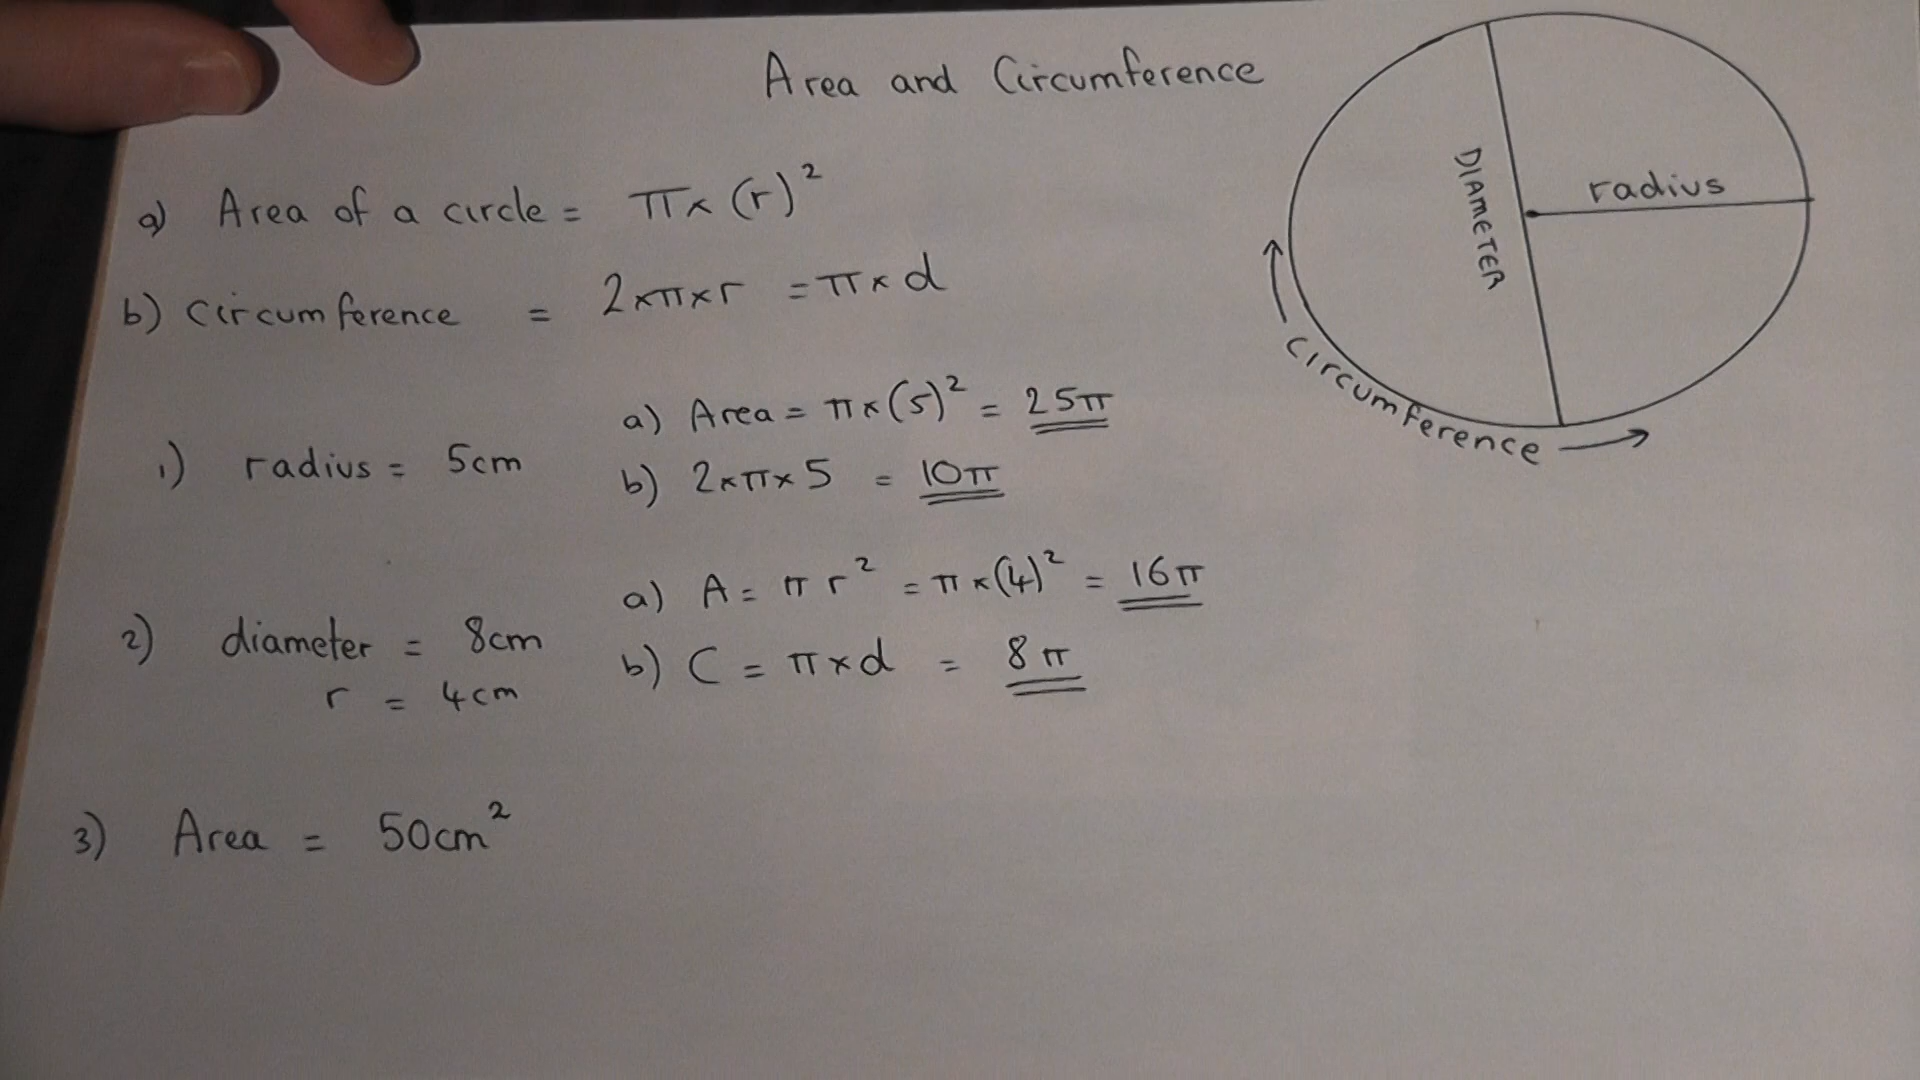 Area and Circumference
a) Area of a circle = π × (r)²
b) Circumference = 2×π×r = π × d
DIAMETER
radius
Circumference
1) radius = 5cm
a) Area = π × (5)² = 25π
b) 2×π×5 = 10π
2) diameter = 8cm
r = 4cm
a) A = π r² = π × (4)² = 16π
b) C = π × d = 8π
3) Area = 50cm²